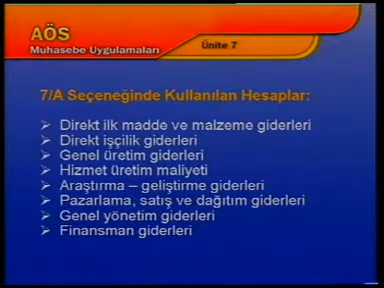 AÖS
Muhasebe Uygulamaları
Ünite 7
7/A Seçeneğinde Kullanılan Hesaplar:
➢ Direkt ilk madde ve malzeme giderleri
➢ Direkt işçilik giderleri
➢ Genel üretim giderleri
➢ Hizmet üretim maliyeti
➢ Araştırma – geliştirme giderleri
➢ Pazarlama, satış ve dağıtım giderleri
➢ Genel yönetim giderleri
➢ Finansman giderleri